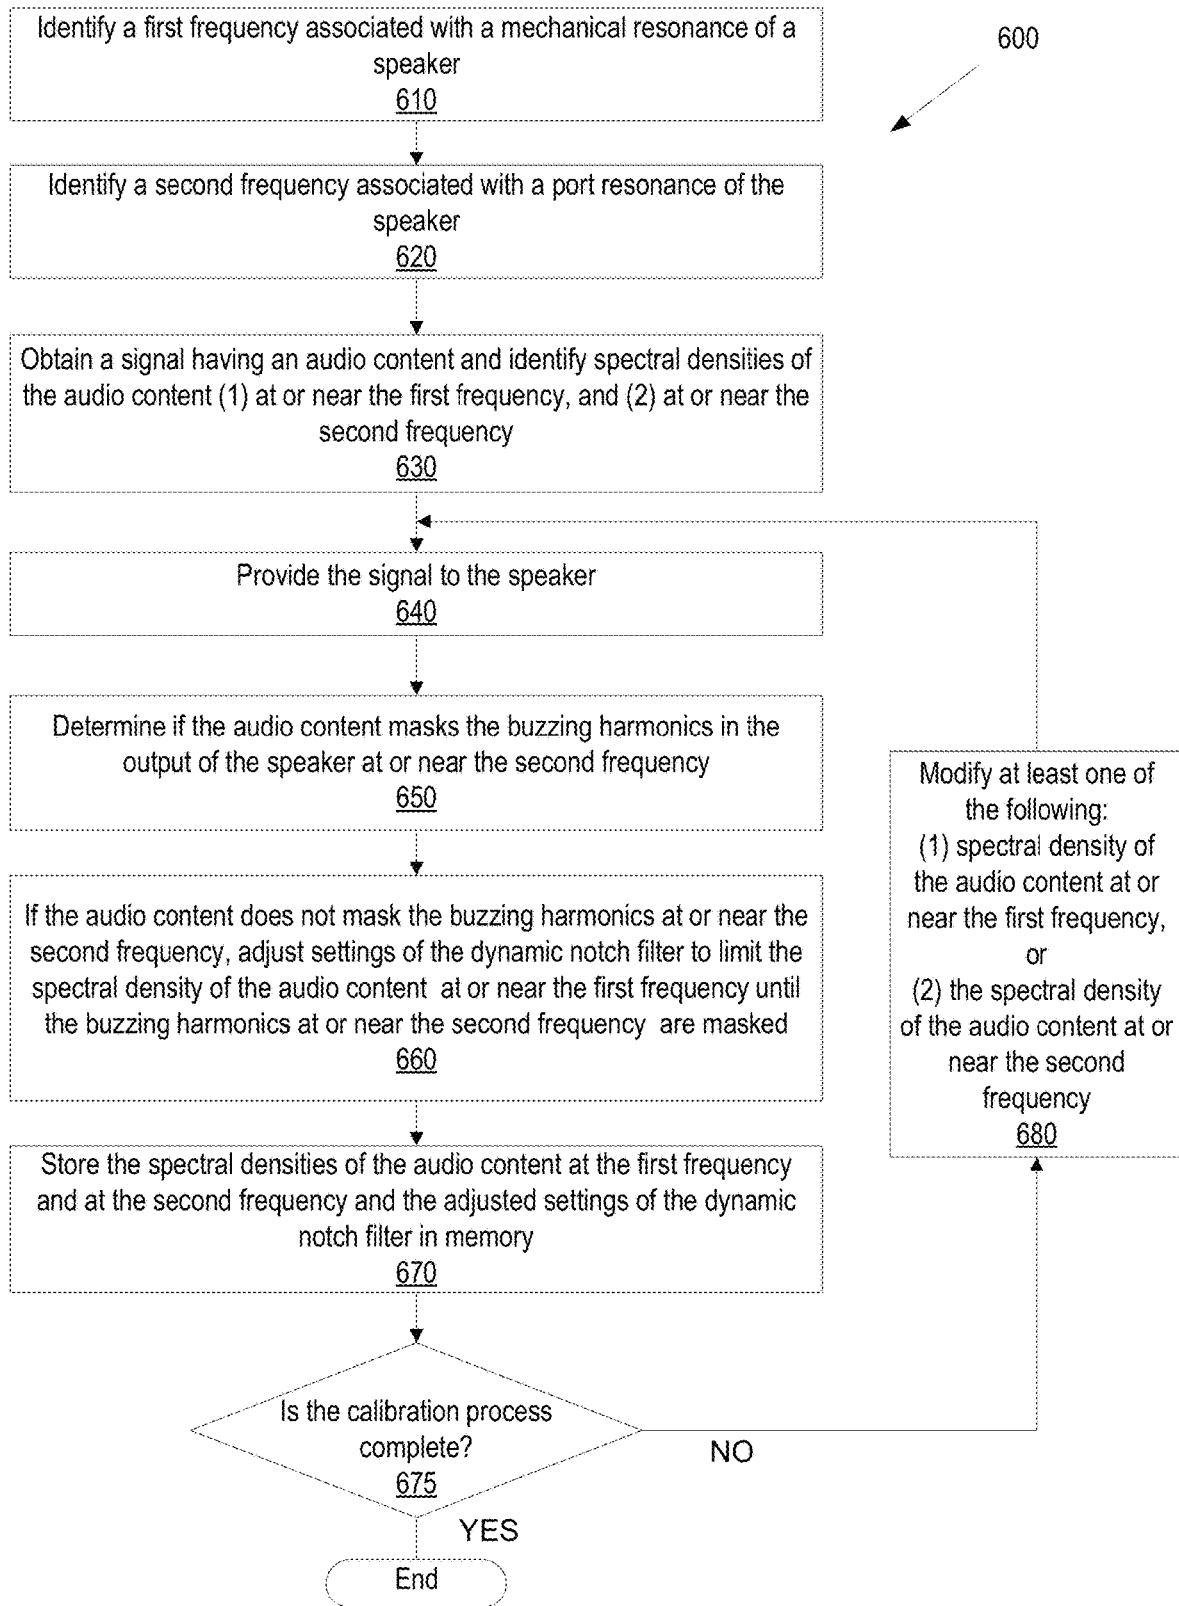 Identify a first frequency associated with a mechanical resonance of a
speaker
610
600
Identify a second frequency associated with a port resonance of the
speaker
620
Obtain a signal having an audio content and identify spectral densities of
the audio content (1) at or near the first frequency, and (2) at or near the
second frequency
630
Provide the signal to the speaker
640
Determine if the audio content masks the buzzing harmonics in the
output of the speaker at or near the second frequency
650
If the audio content does not mask the buzzing harmonics at or near the
second frequency, adjust settings of the dynamic notch filter to limit the
spectral density of the audio content at or near the first frequency until
the buzzing harmonics at or near the second frequency are masked
660
Store the spectral densities of the audio content at the first frequency
and at the second frequency and the adjusted settings of the dynamic
notch filter in memory
670
Is the calibration process
complete?
675
NO
YES
End
Modify at least one of
the following:
(1) spectral density of
the audio content at or
near the first frequency,
or
(2) the spectral density
of the audio content at or
near the second
frequency
680